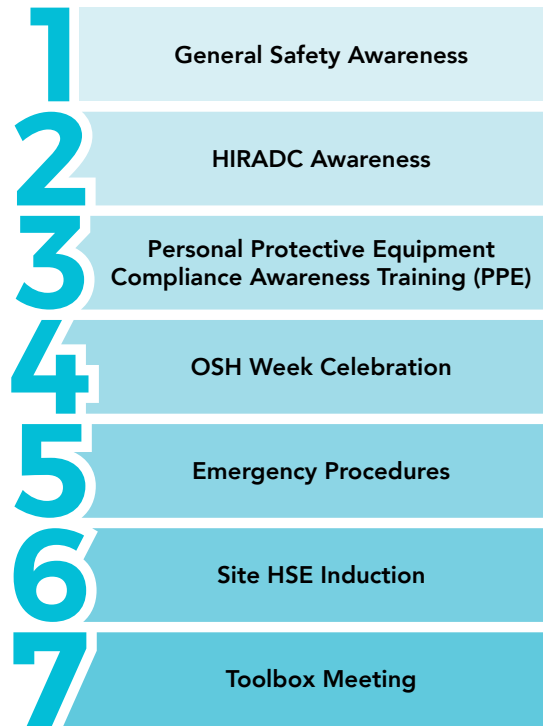 1
General Safety Awareness
2
HIRADC Awareness
3
Personal Protective Equipment
Compliance Awareness Training (PPE)
4
OSH Week Celebration
5
Emergency Procedures
6
Site HSE Induction
7
Toolbox Meeting